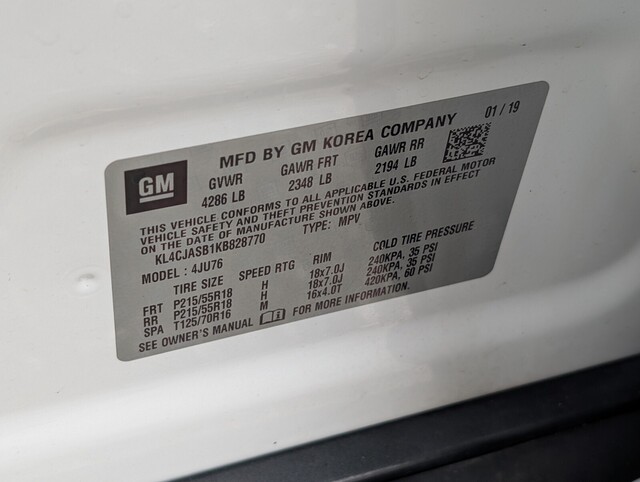 GM
MFD BY GM KOREA COMPANY 01 / 19
GVWR GAWR FRT GAWR RR
4286 LB 2348 LB 2194 LB
THIS VEHICLE CONFORMS TO ALL APPLICABLE U.S. FEDERAL MOTOR
VEHICLE SAFETY AND THEFT PREVENTION STANDARDS IN EFFECT
ON THE DATE OF MANUFACTURE SHOWN ABOVE.
KL4CJASB1KB828770 TYPE: MPV
MODEL : 4JU76
TIRE SIZE SPEED RTG RIM COLD TIRE PRESSURE
FRT P215/55R18 H 18x7.0J 240KPA, 35 PSI
RR P215/55R18 H 18x7.0J 240KPA, 35 PSI
SPA T125/70R16 M 16x4.0T 420KPA, 60 PSI
SEE OWNER'S MANUAL FOR MORE INFORMATION